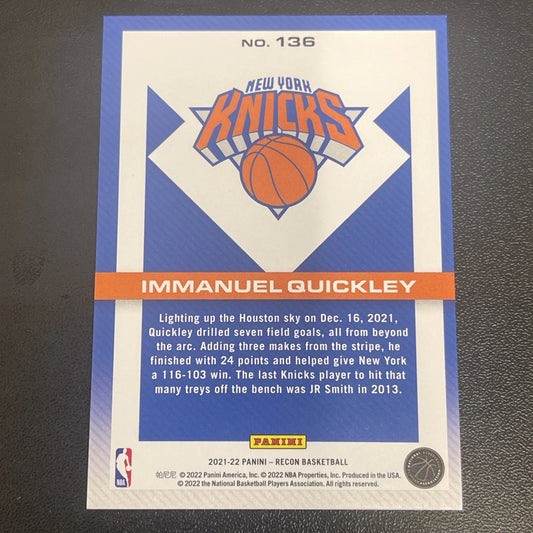 NO. 136
NEW YORK
KNICKS
IMMANUEL QUICKLEY
Lighting up the Houston sky on Dec. 16, 2021,
Quickley drilled seven field goals, all from beyond
the arc. Adding three makes from the stripe, he
finished with 24 points and helped give New York
a 116-103 win. The last Knicks player to hit that
many treys off the bench was JR Smith in 2013.
PANINI
2021-22 PANINI – RECON BASKETBALL
帕尼尼 © 2022 Panini America, Inc. © 2022 NBA Properties, Inc. Produced in the USA.
© 2022 the National Basketball Players Association. All rights reserved.
NBA